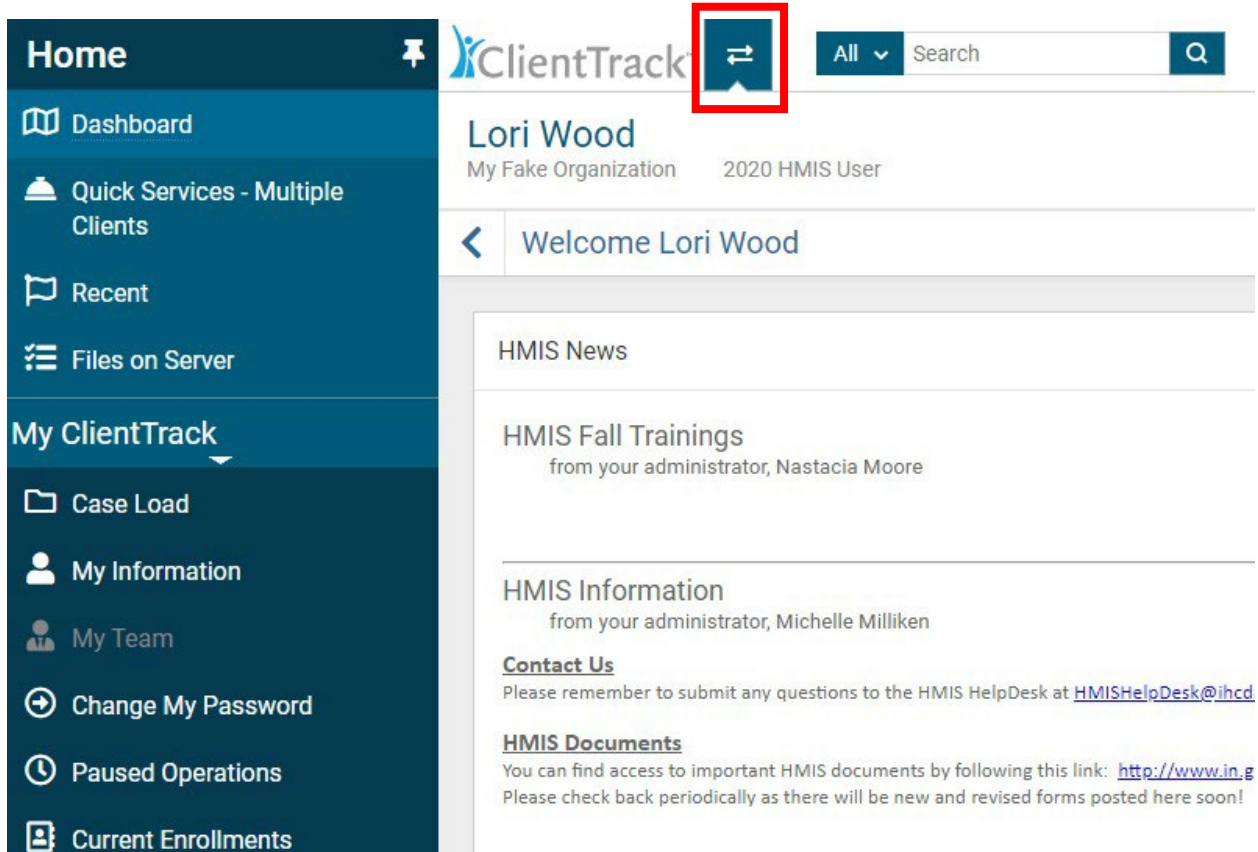 Home
Dashboard
Quick Services - Multiple
Clients
Recent
Files on Server
My ClientTrack
Case Load
My Information
My Team
Change My Password
Paused Operations
Current Enrollments
ClientTrack
All
Search
Lori Wood
My Fake Organization 2020 HMIS User
Welcome Lori Wood
HMIS News
HMIS Fall Trainings
from your administrator, Nastacia Moore
HMIS Information
from your administrator, Michelle Milliken
Contact Us
Please remember to submit any questions to the HMIS HelpDesk at HMISHelpDesk@ihcd
HMIS Documents
You can find access to important HMIS documents by following this link: http://www.in.g
Please check back periodically as there will be new and revised forms posted here soon!